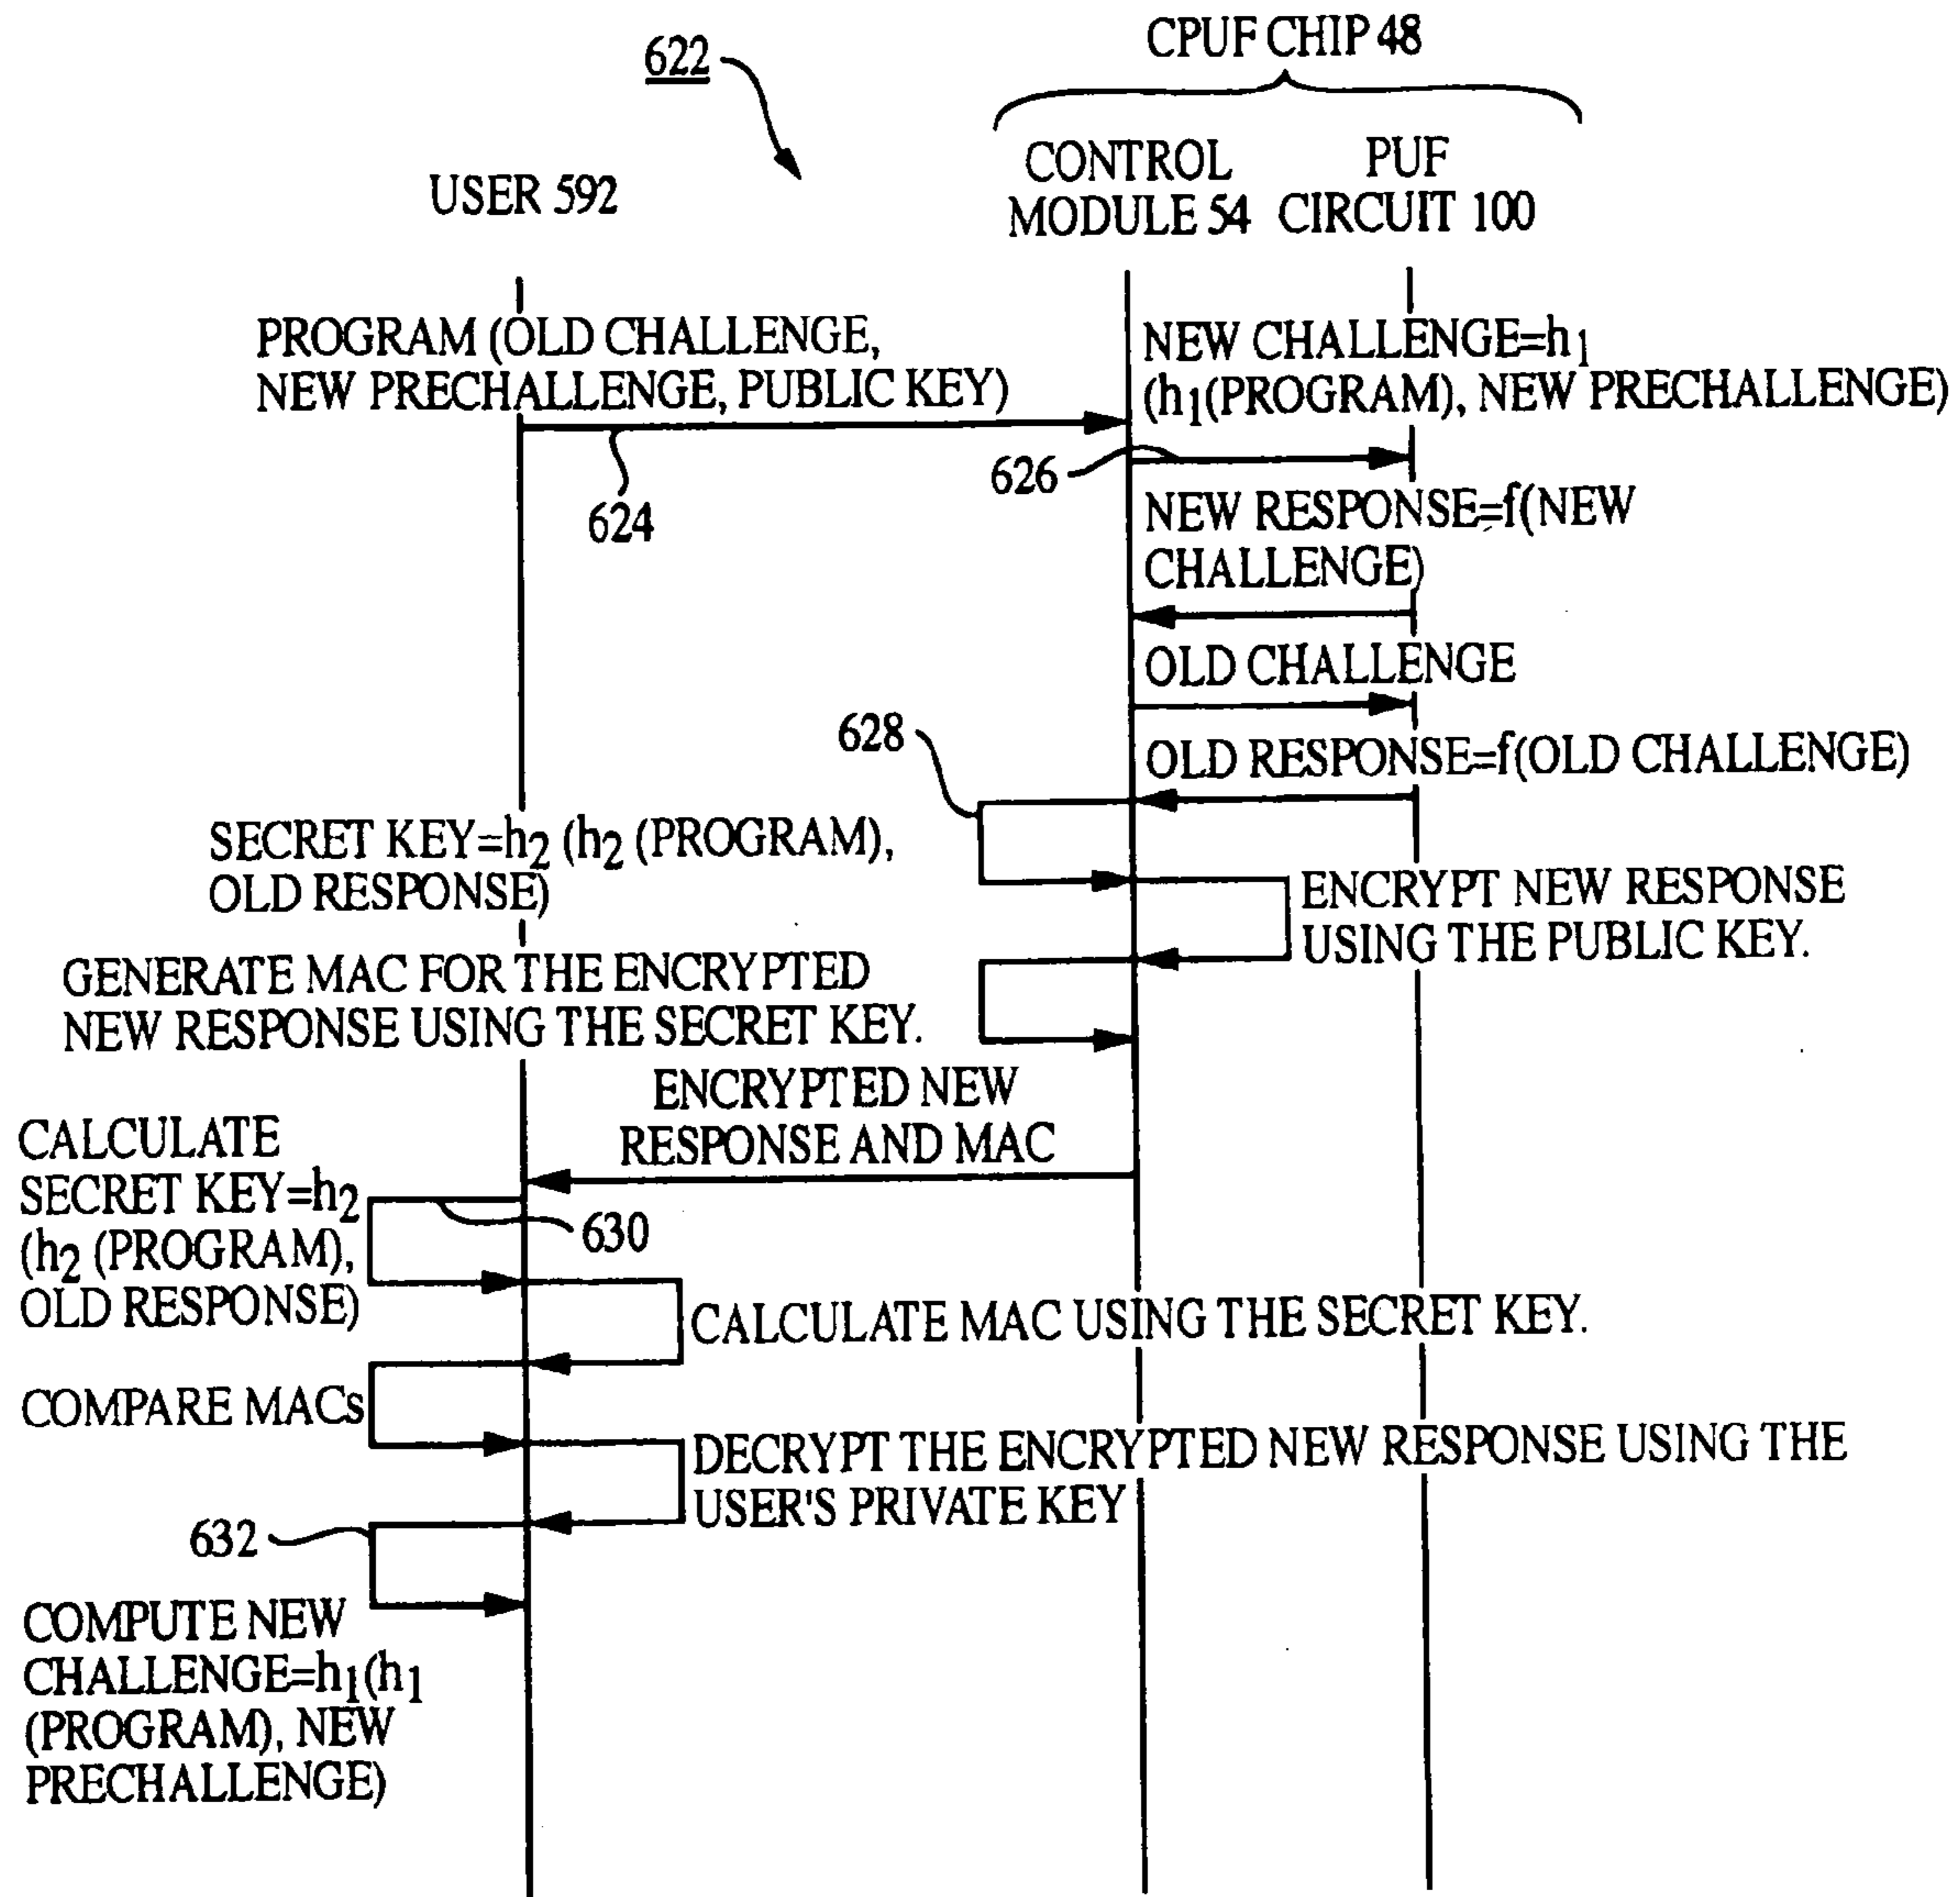 CPUF CHIP 48
622
CONTROL
MODULE 54
PUF
CIRCUIT 100
USER 592
PROGRAM (OLD CHALLENGE,
NEW PRECHALLENGE, PUBLIC KEY)
NEW CHALLENGE=h1
(h1(PROGRAM), NEW PRECHALLENGE)
624
626
NEW RESPONSE=f(NEW
CHALLENGE)
OLD CHALLENGE
628
OLD RESPONSE=f(OLD CHALLENGE)
SECRET KEY=h2 (h2 (PROGRAM),
OLD RESPONSE)
ENCRYPT NEW RESPONSE
USING THE PUBLIC KEY.
GENERATE MAC FOR THE ENCRYPTED
NEW RESPONSE USING THE SECRET KEY.
ENCRYPTED NEW
RESPONSE AND MAC
CALCULATE
SECRET KEY=h2
(h2 (PROGRAM),
OLD RESPONSE)
630
CALCULATE MAC USING THE SECRET KEY.
COMPARE MACs
DECRYPT THE ENCRYPTED NEW RESPONSE USING THE
USER'S PRIVATE KEY
632
COMPUTE NEW
CHALLENGE=h1(h1
(PROGRAM), NEW
PRECHALLENGE)